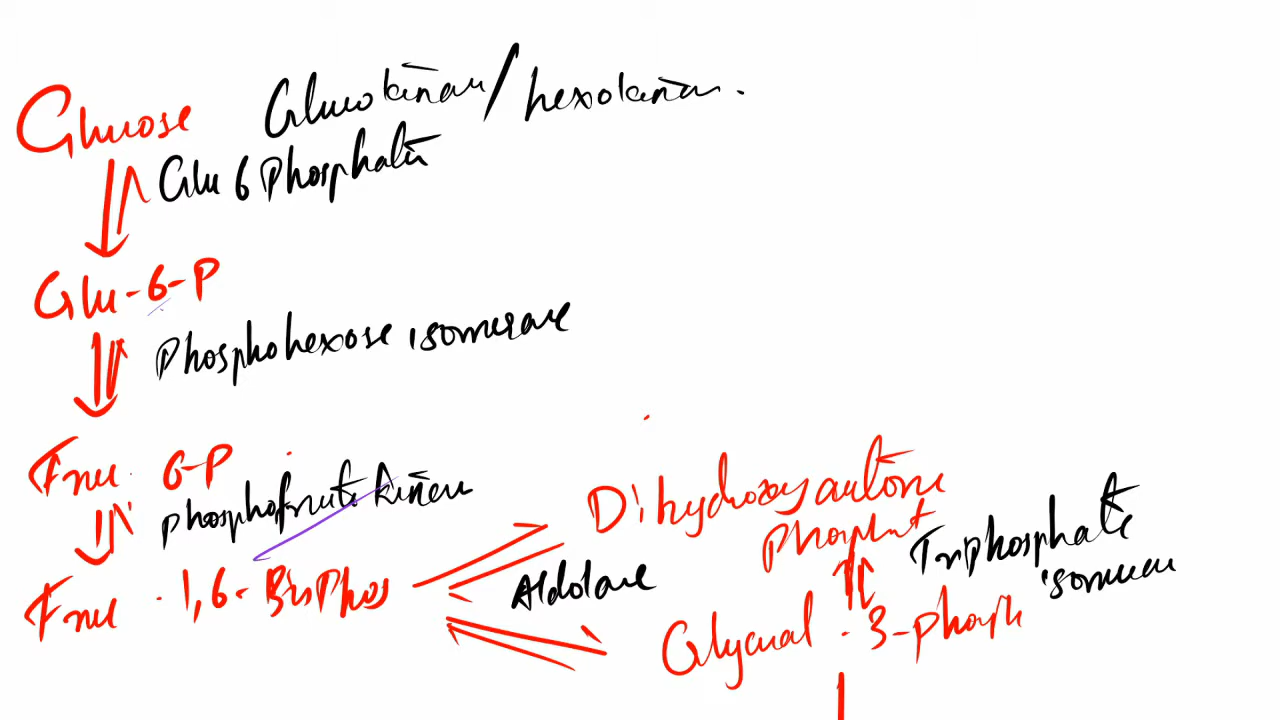 Glucose Glucokinase/hexokinase.
Glu 6 Phosphate
Glu-6-P
Phosphohexose isomerase
Fru 6-P
phosphofructokinase
Dihydroxyacetone
Phosphat
Triphosphate
isomerase
Fru 1,6-BisPhos
Aldolase
Glyceral. 3-phosph